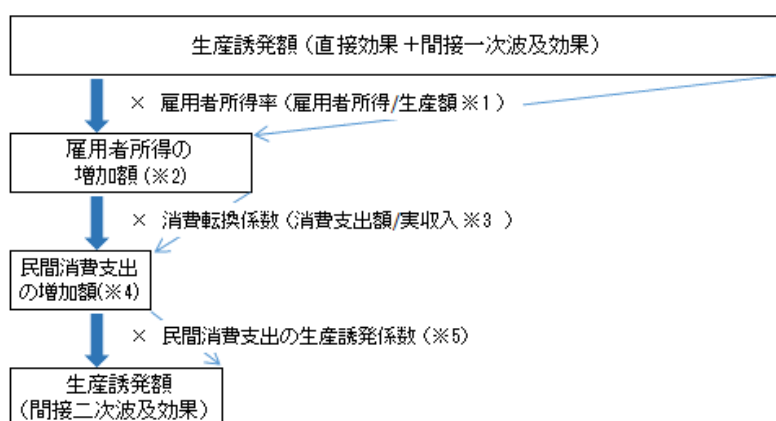 生産誘発額（直接効果＋間接一次波及効果）
× 雇用者所得率（雇用者所得/生産額※1）
雇用者所得の
増加額（※2）
× 消費転換係数（消費支出額/実収入※3 ）
民間消費支出
の増加額(※4）
× 民間消費支出の生産誘発係数（※5）
生産誘発額
（間接二次波及効果）